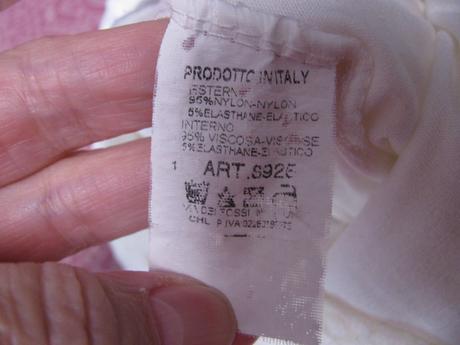 PRODOTTO IN ITALY
ESTERNO
95%NYLON-NYLON
5%ELASTHANE-ELASTICO
INTERNO
95% VISCOSA-VISCOSE
5%ELASTHANE-ELASTICO
1 ART.
P.IVA